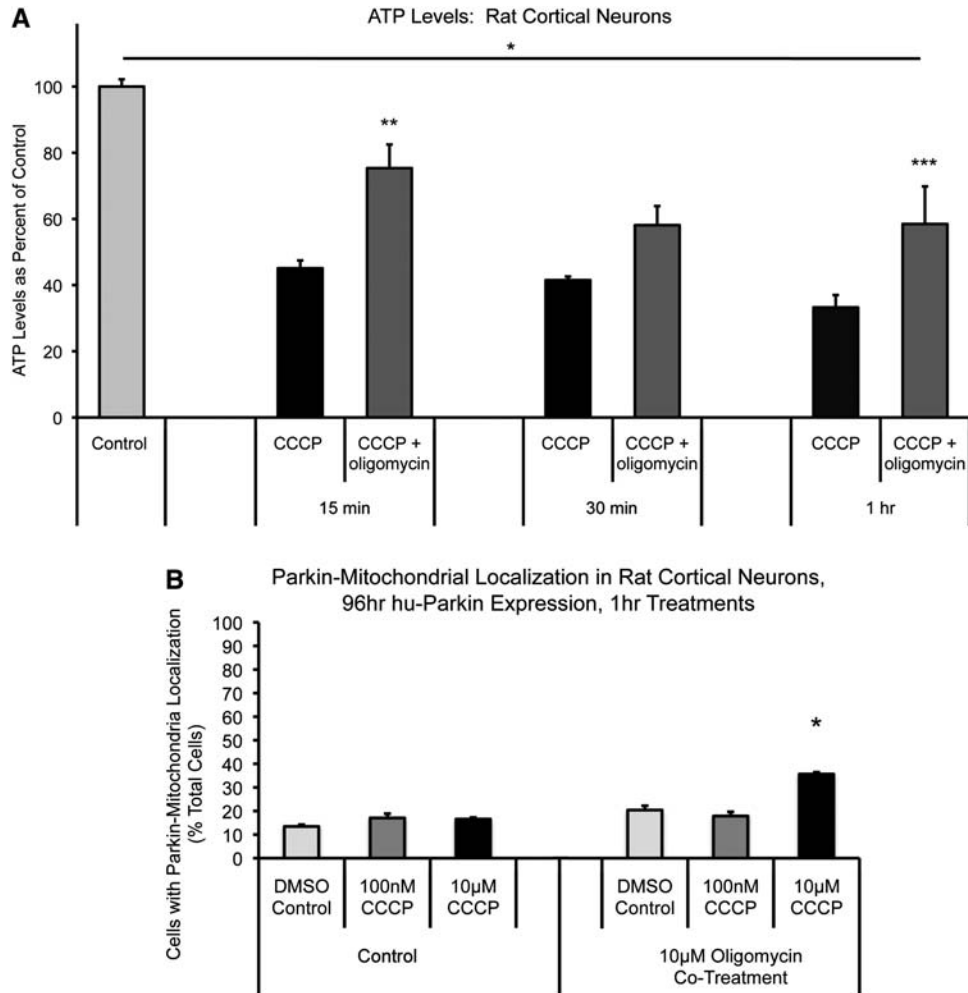 A
ATP Levels: Rat Cortical Neurons
*
ATP Levels as Percent of Control
100
80
60
40
20
0
**
***
Control
CCCP
CCCP +
oligomycin
CCCP
CCCP +
oligomycin
CCCP
CCCP +
oligomycin
15 min
30 min
1 hr
B
Parkin-Mitochondrial Localization in Rat Cortical Neurons,
96hr hu-Parkin Expression, 1hr Treatments
Cells with Parkin-Mitochondria Localization
(% Total Cells)
100
90
80
70
60
50
40
30
20
10
0
*
DMSO
Control
100nM
CCCP
10µM
CCCP
DMSO
Control
100nM
CCCP
10µM
CCCP
Control
10µM Oligomycin
Co-Treatment